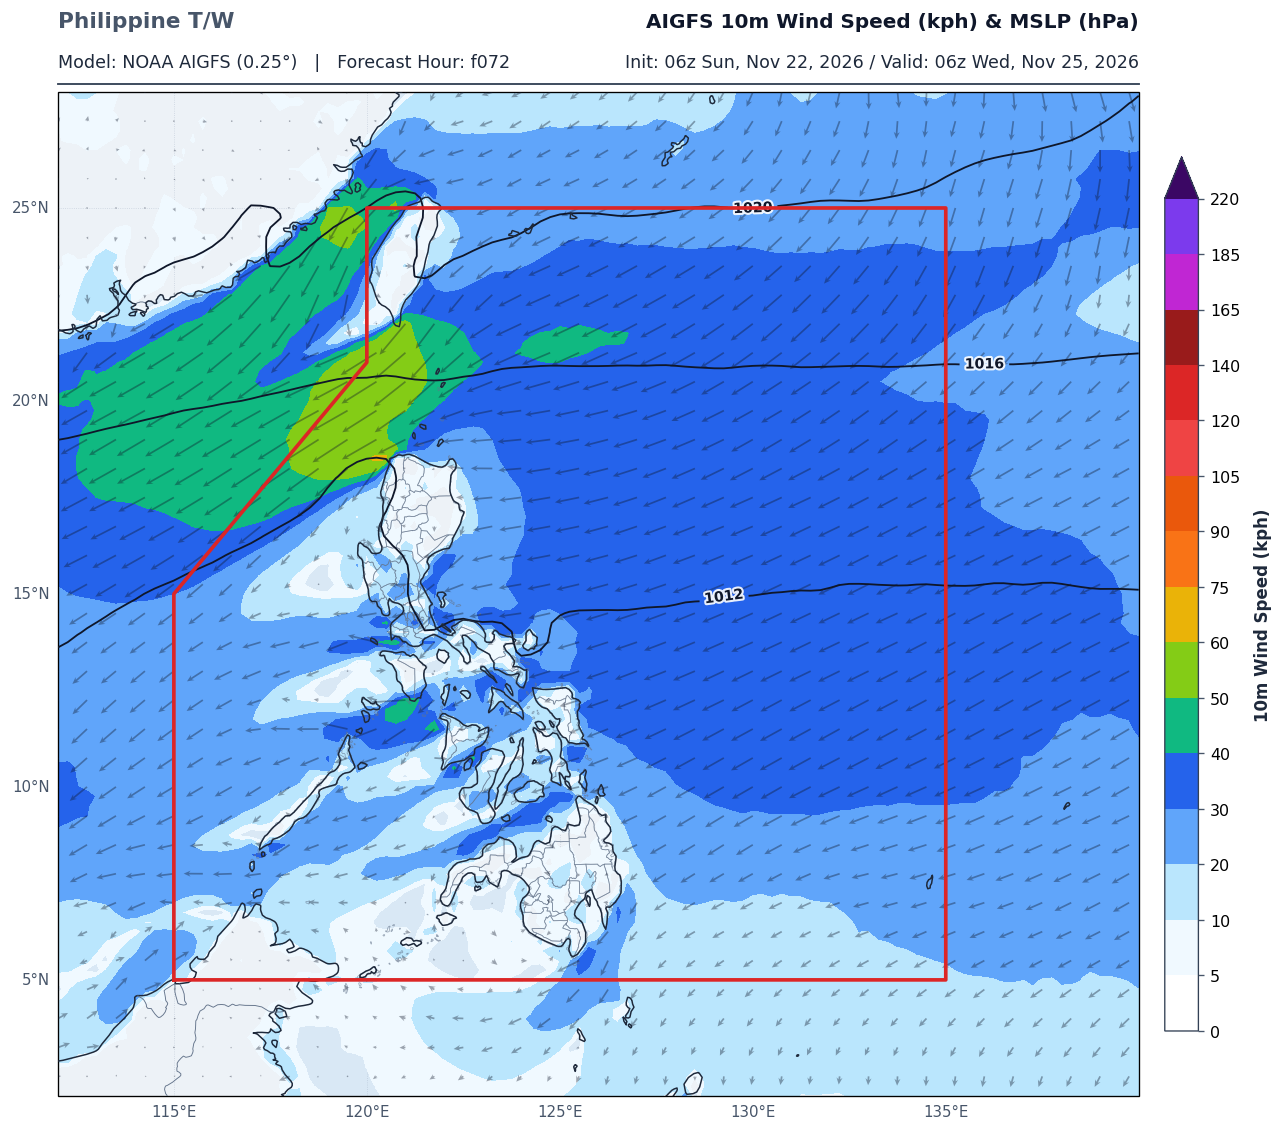 Philippine T/W
AIGFS 10m Wind Speed (kph) & MSLP (hPa)
Model: NOAA AIGFS (0.25°) | Forecast Hour: f072
Init: 06z Sun, Nov 22, 2026 / Valid: 06z Wed, Nov 25, 2026
25°N
20°N
15°N
10°N
5°N
115°E
120°E
125°E
130°E
135°E
1020
1016
1012
220
185
165
140
120
105
90
75
60
50
40
30
20
10
5
0
10m Wind Speed (kph)